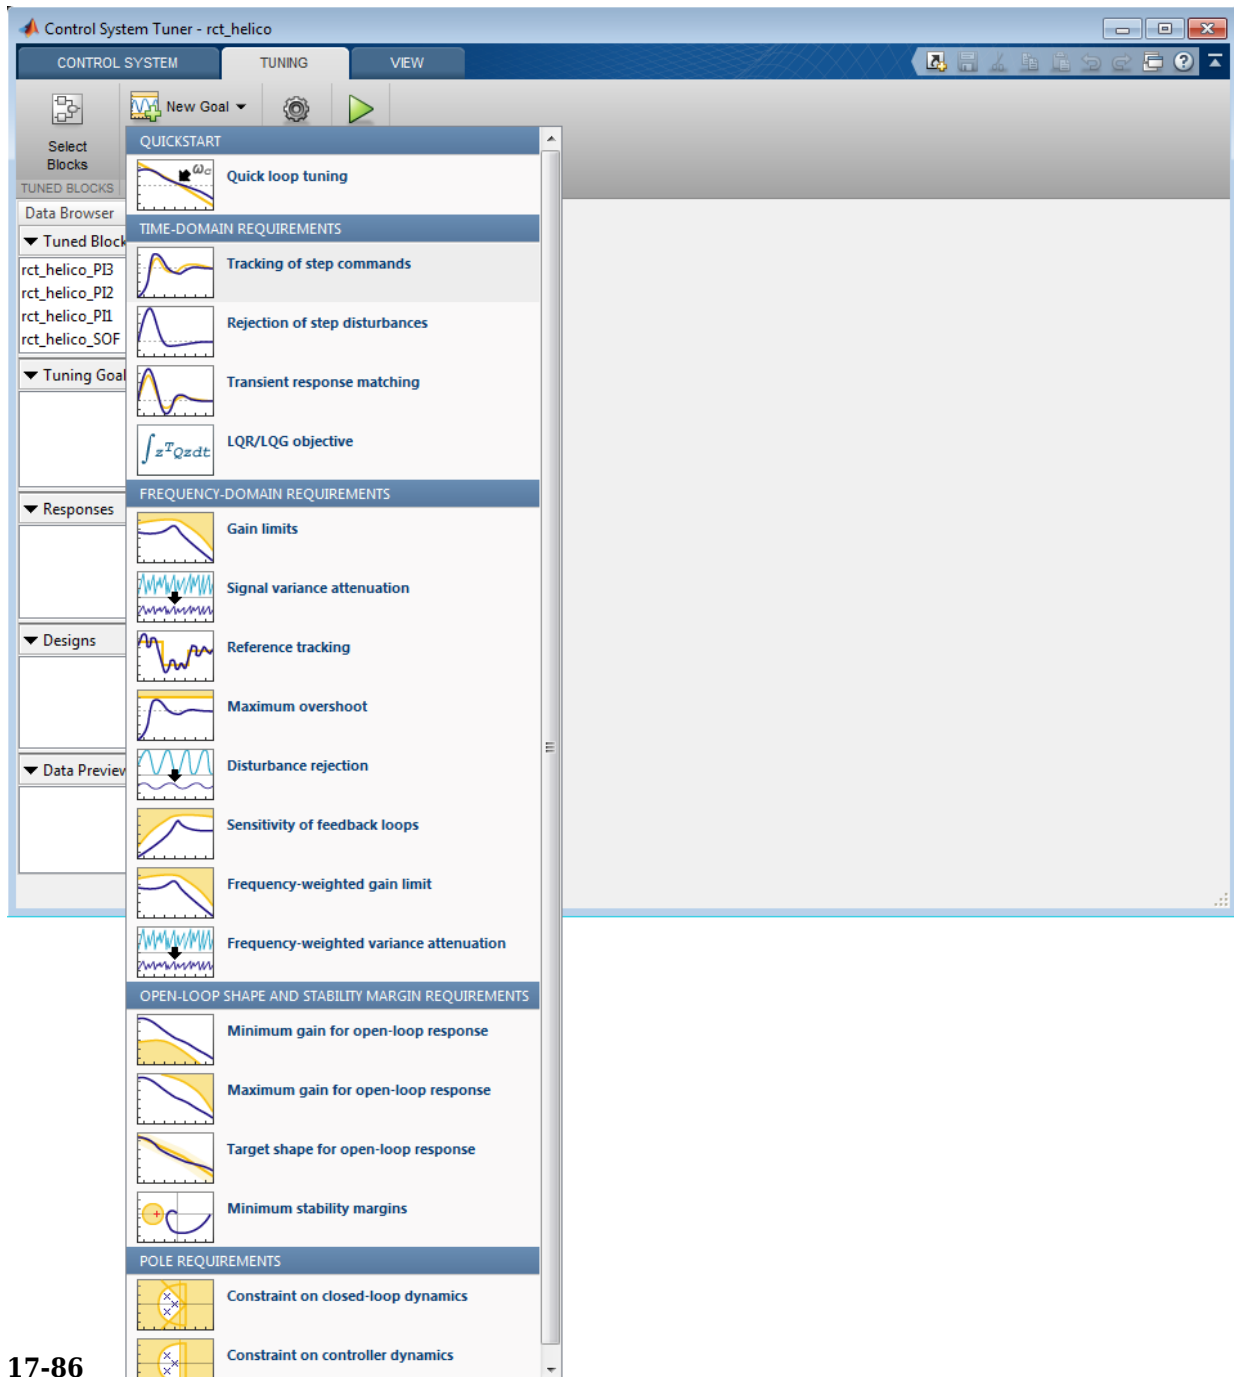 Control System Tuner - rct_helico
CONTROL SYSTEM TUNING VIEW
New Goal
Select
Blocks
TUNED BLOCKS
Data Browser
Tuned Block
rct_helico_PI3
rct_helico_PI2
rct_helico_PI1
rct_helico_SOF
Tuning Goal
Responses
Designs
Data Preview
QUICKSTART
ωc
Quick loop tuning
TIME-DOMAIN REQUIREMENTS
Tracking of step commands
Rejection of step disturbances
Transient response matching
∫zTQzdt
LQR/LQG objective
FREQUENCY-DOMAIN REQUIREMENTS
Gain limits
Signal variance attenuation
Reference tracking
Maximum overshoot
Disturbance rejection
Sensitivity of feedback loops
Frequency-weighted gain limit
Frequency-weighted variance attenuation
OPEN-LOOP SHAPE AND STABILITY MARGIN REQUIREMENTS
Minimum gain for open-loop response
Maximum gain for open-loop response
Target shape for open-loop response
Minimum stability margins
POLE REQUIREMENTS
Constraint on closed-loop dynamics
Constraint on controller dynamics
17-86